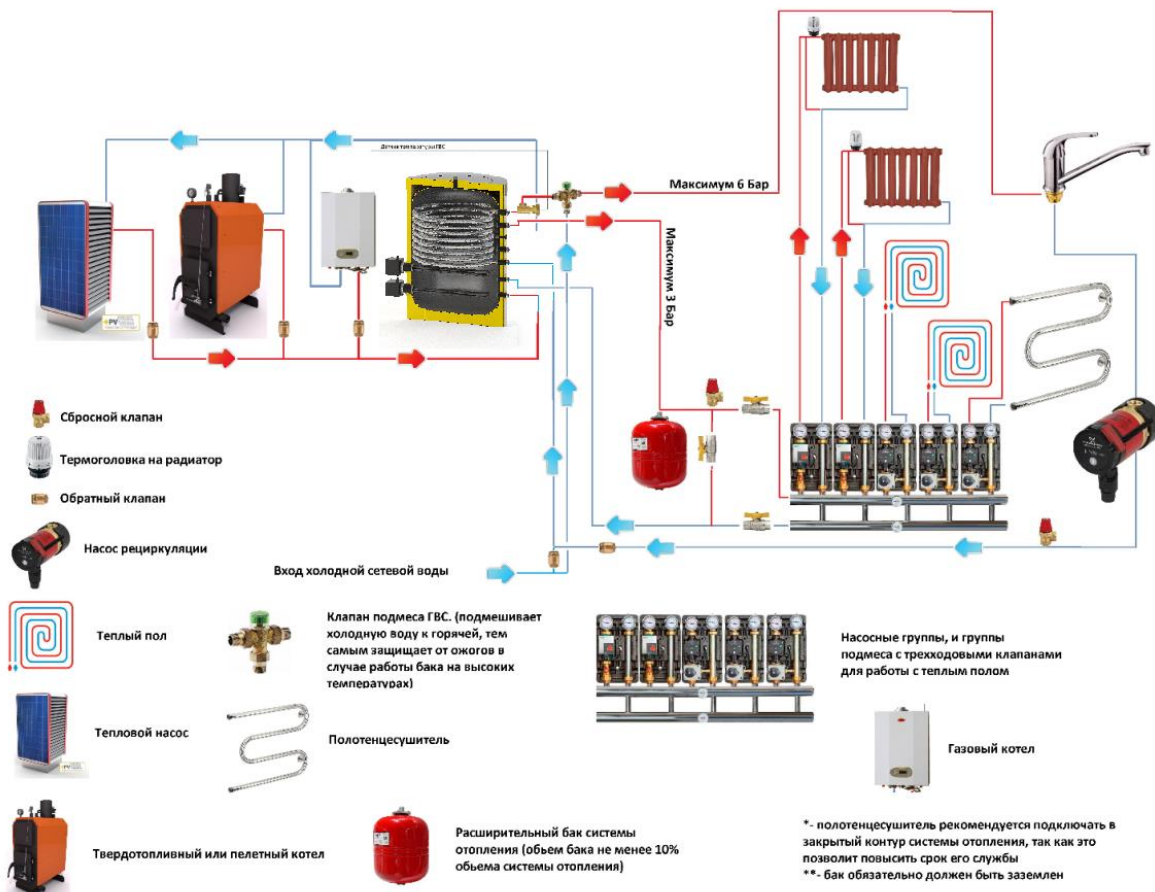 Датчик температуры ГВС
Максимум 6 Бар
Максимум 3 Бар
Сбросной клапан
Термоголовка на радиатор
Обратный клапан
Насос рециркуляции
Вход холодной сетевой воды
Теплый пол
Клапан подмеса ГВС. (подмешивает
холодную воду к горячей, тем
самым защищает от ожогов в
случае работы бака на высоких
температурах)
Насосные группы, и группы
подмеса с трехходовыми клапанами
для работы с теплым полом
Тепловой насос
Полотенцесушитель
Газовый котел
Твердотопливный или пелетный котел
Расширительный бак системы
отопления (обьем бака не менее 10%
обьема системы отопления)
*- полотенцесушитель рекомендуется подключать в
закрытый контур системы отопления, так как это
позволит повысить срок его службы
**- бак обязательно должен быть заземлен